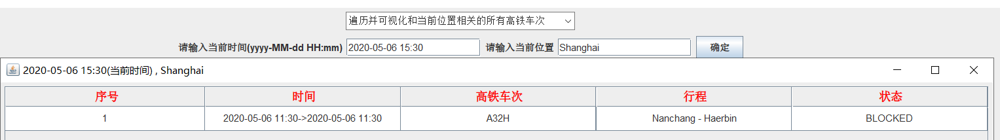 遍历并可视化和当前位置相关的所有高铁车次
请输入当前时间(yyyy-MM-dd HH:mm) 2020-05-06 15:30 请输入当前位置 Shanghai 确定
2020-05-06 15:30(当前时间) , Shanghai
序号 时间 高铁车次 行程 状态
1 2020-05-06 11:30->2020-05-06 11:30 A32H Nanchang - Haerbin BLOCKED